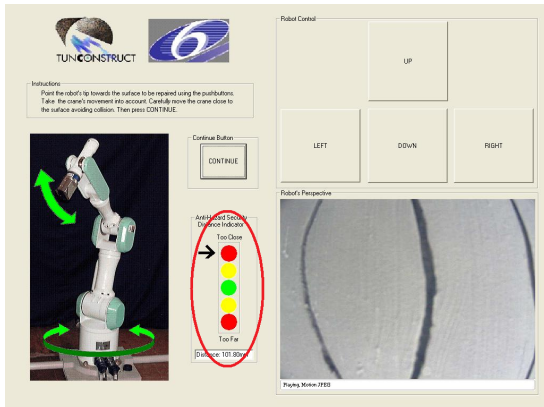 TUNCONSTRUCT
6
Instructions
Point the robot's tip towards the surface to be repaired using the pushbuttons.
Take the crane's movement into account. Carefully move the crane close to
the surface avoiding collision. Then press CONTINUE.
Continue Button
CONTINUE
Anti-Hazard Security
Distance Indicator
Too Close
Too Far
Distance: 101.80mm
Robot Control
UP
LEFT
DOWN
RIGHT
Robot's Perspective
Playing, Motion JPEG